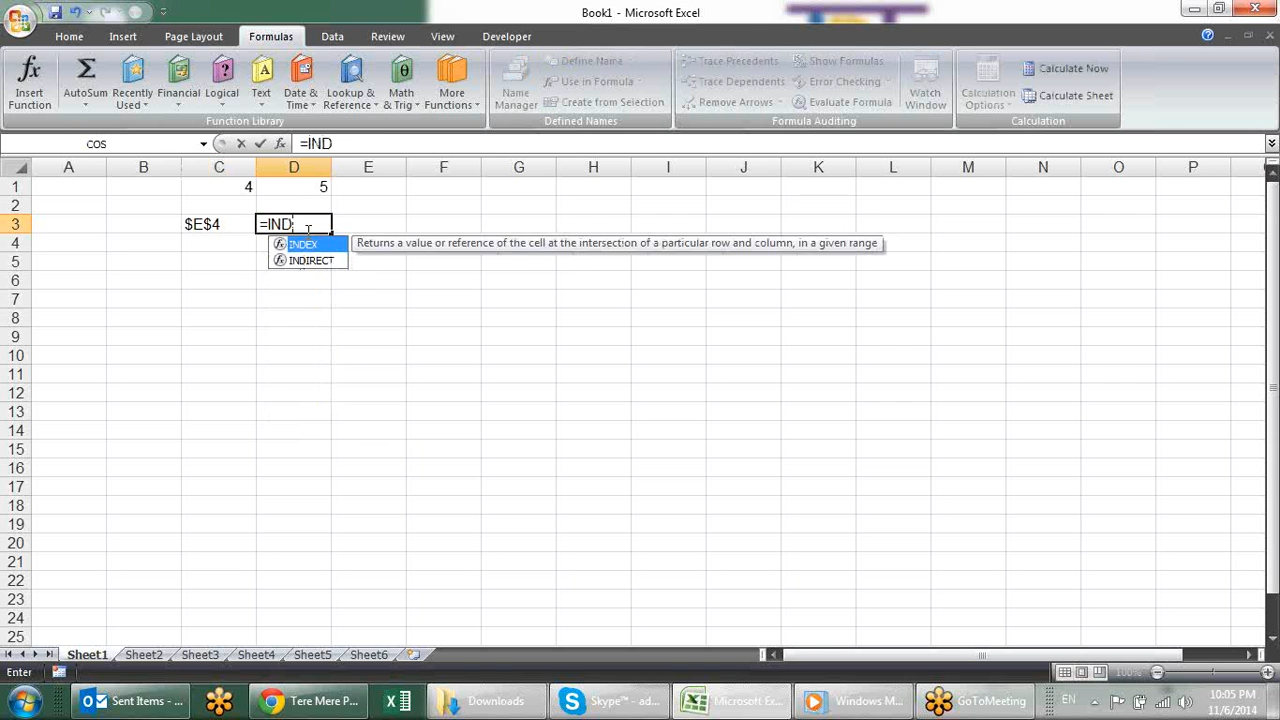 Book1 - Microsoft Excel
Home Insert Page Layout Formulas Data Review View Developer
Insert Function
AutoSum
Recently Used
Financial
Logical
Text
Date & Time
Lookup & Reference
Math & Trig
More Functions
Function Library
Name Manager
Define Name
Use in Formula
Create from Selection
Defined Names
Trace Precedents
Trace Dependents
Remove Arrows
Show Formulas
Error Checking
Evaluate Formula
Formula Auditing
Watch Window
Calculation Options
Calculate Now
Calculate Sheet
Calculation
COS fx =IND
A B C D E F G H I J K L M N O P
1 4 5
2
3 $E$4 =IND
4 INDEX Returns a value or reference of the cell at the intersection of a particular row and column, in a given range
5 INDIRECT
6
7
8
9
10
11
12
13
14
15
16
17
18
19
20
21
22
23
24
25
Sheet1 Sheet2 Sheet3 Sheet4 Sheet5 Sheet6
Enter 100%
Sent Items - ... Tere Mere P... Downloads Skype™ - ad... Microsoft Ex... Windows M... GoToMeeting EN 10:05 PM
11/6/2014